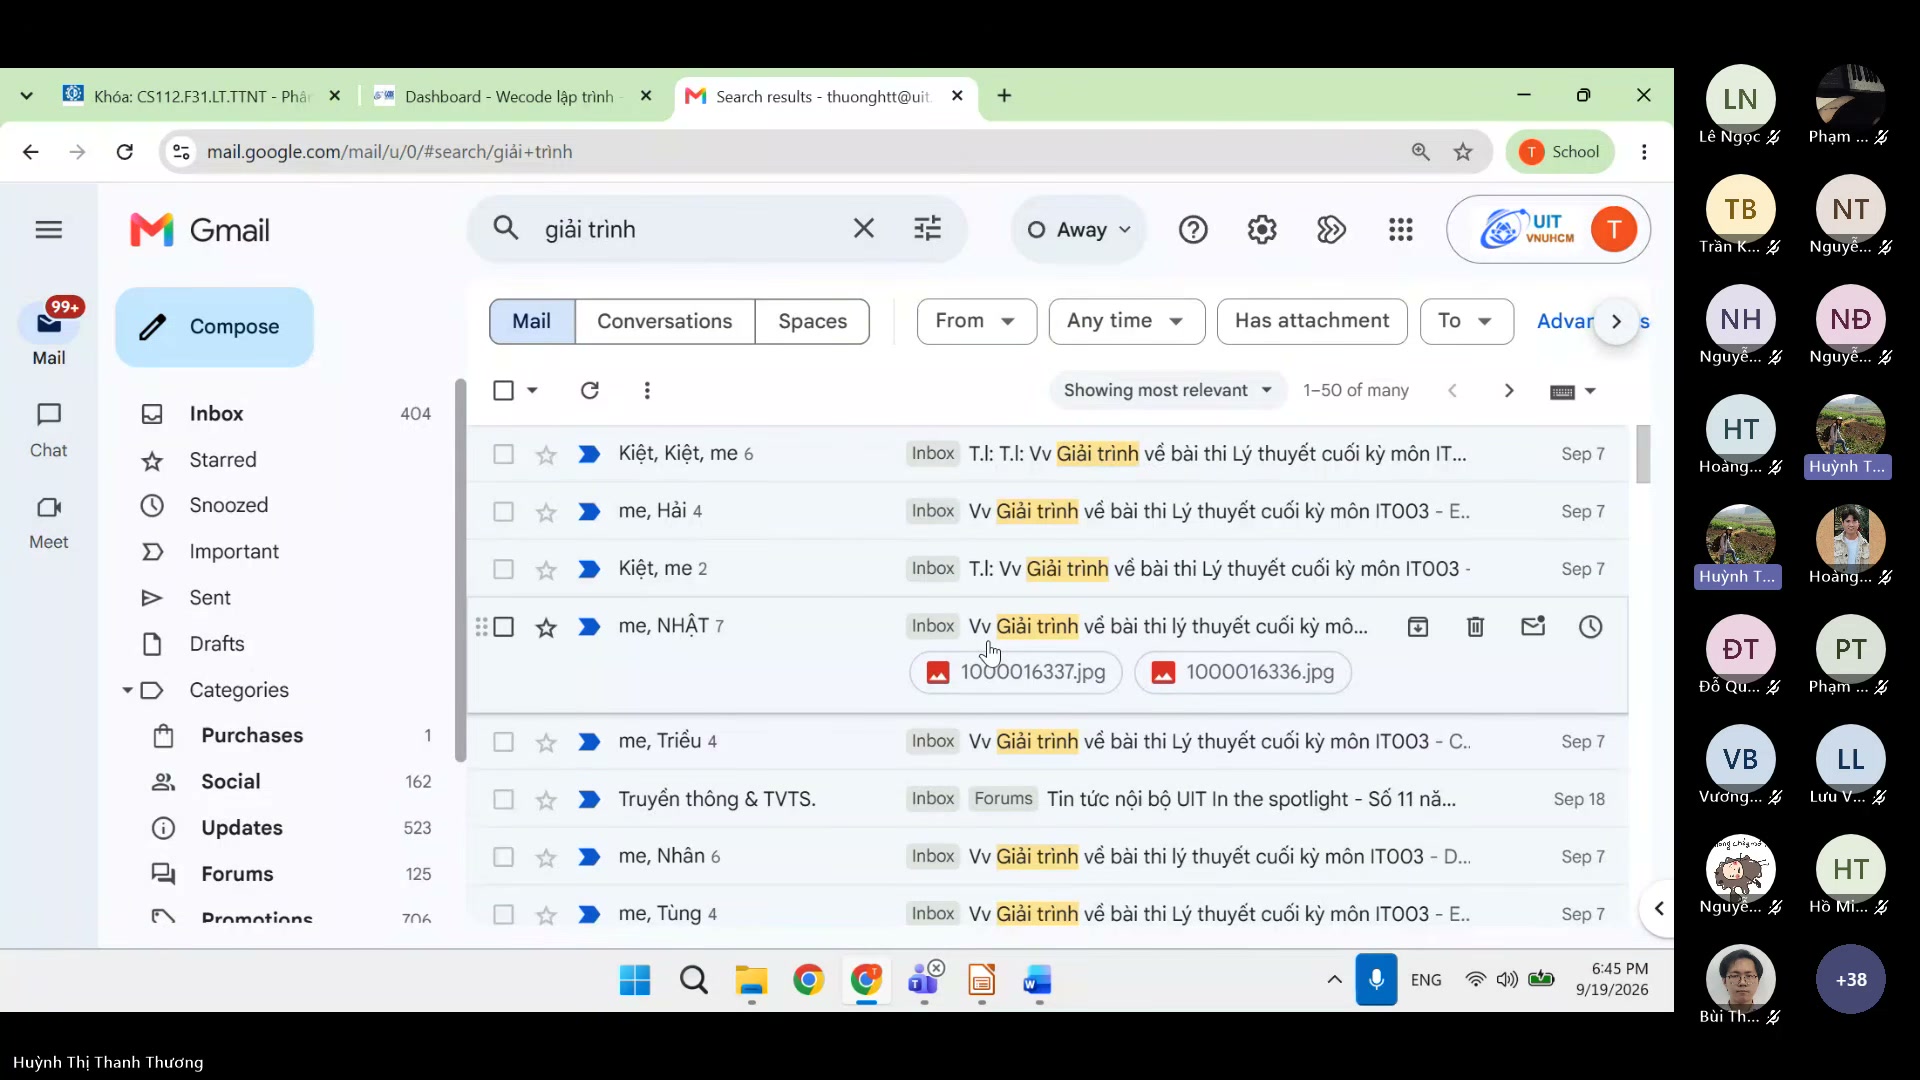 Khóa: CS112.F31.LT.TTNT - Phân
Dashboard - Wecode lập trình -
Search results - thuonghtt@uit.
mail.google.com/mail/u/0/#search/giải+trình
T School
Gmail
giải trình
Away
UIT
VNUHCM
T
99+
Mail
Chat
Meet
Compose
Inbox 404
Starred
Snoozed
Important
Sent
Drafts
Categories
Purchases 1
Social 162
Updates 523
Forums 125
Promotions 706
Mail Conversations Spaces From Any time Has attachment To
Showing most relevant 1–50 of many
Kiệt, Kiệt, me 6 Inbox T.l: T.l: Vv Giải trình về bài thi Lý thuyết cuối kỳ môn IT... Sep 7
me, Hải 4 Inbox Vv Giải trình về bài thi Lý thuyết cuối kỳ môn IT003 - E.. Sep 7
Kiệt, me 2 Inbox T.l: Vv Giải trình về bài thi Lý thuyết cuối kỳ môn IT003 - Sep 7
me, NHẬT 7 Inbox Vv Giải trình về bài thi lý thuyết cuối kỳ mô...
1000016337.jpg 1000016336.jpg
me, Triều 4 Inbox Vv Giải trình về bài thi Lý thuyết cuối kỳ môn IT003 - C.. Sep 7
Truyền thông & TVTS. Inbox Forums Tin tức nội bộ UIT In the spotlight - Số 11 nă... Sep 18
me, Nhân 6 Inbox Vv Giải trình về bài thi lý thuyết cuối kỳ môn IT003 - D... Sep 7
me, Tùng 4 Inbox Vv Giải trình về bài thi Lý thuyết cuối kỳ môn IT003 - E.. Sep 7
ENG
6:45 PM
9/19/2026
Huỳnh Thị Thanh Thương
LN
Lê Ngọc
Phạm ...
TB
Trần K...
NT
Nguyễ...
NH
Nguyễ...
NĐ
Nguyễ...
HT
Hoàng...
Huỳnh T...
Huỳnh T...
Hoàng...
ĐT
Đỗ Qu...
PT
Phạm ...
VB
Vương...
LL
Lưu V...
Nguyễ...
HT
Hồ Mi...
Bùi Th...
+38